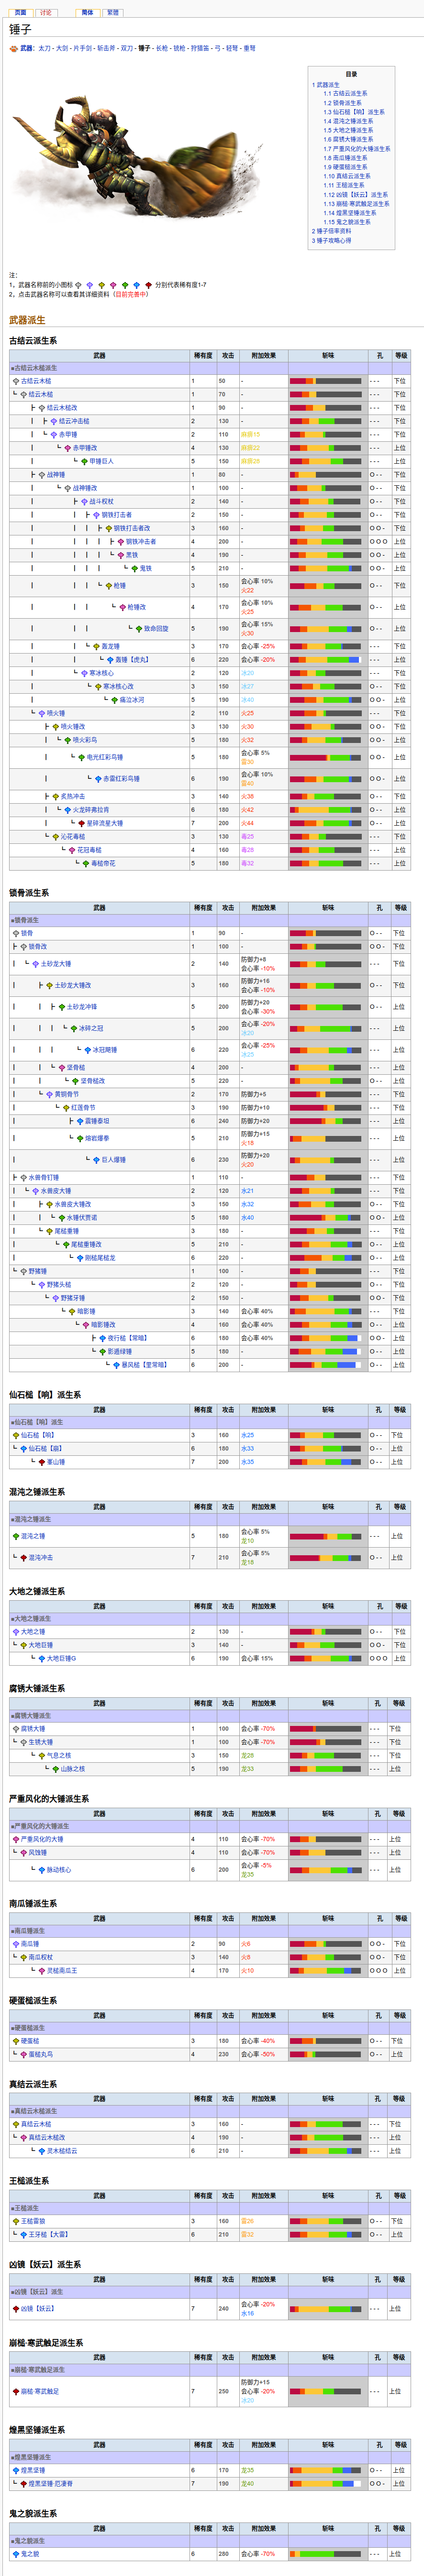 页面 讨论 简体 繁體
锤子
武器: 太刀 - 大剑 - 片手剑 - 斩击斧 - 双刀 - 锤子 - 长枪 - 铳枪 - 狩猎笛 - 弓 - 轻弩 - 重弩
目录
1 武器派生
1.1 古结云派生系
1.2 锁骨派生系
1.3 仙石槌【响】派生系
1.4 混沌之锤派生系
1.5 大地之锤派生系
1.6 腐锈大锤派生系
1.7 严重风化的大锤派生系
1.8 南瓜锤派生系
1.9 硬蛋槌派生系
1.10 真结云派生系
1.11 王槌派生系
1.12 凶镜【妖云】派生系
1.13 崩槌·寒武触足派生系
1.14 煌黑坚锤派生系
1.15 鬼之貌派生系
2 锤子倍率资料
3 锤子攻略心得
注:
1，武器名称前的小图标 分别代表稀有度1-7
2，点击武器名称可以查看其详细资料（目前完善中）
武器派生
古结云派生系
武器 稀有度 攻击 附加效果 斩味 孔 等级
■古结云木槌派生
古结云木槌 1 50 - - - - 下位
┗ 结云木槌 1 70 - - - - 下位
┣ 结云木槌改 1 90 - - - - 下位
┃ ┣ 结云冲击槌 2 130 - - - - 下位
┃ ┗ 赤甲锤 2 110 麻痹15 - - - 下位
┗ 赤甲锤改 4 130 麻痹22 - - - 上位
┗ 甲锤巨人 5 150 麻痹26 - - - 上位
┣ 战神锤 1 80 - O - - 下位
┃ ┗ 战神锤改 1 100 - O - - 下位
┃ ┣ 战斗权杖 2 140 - O - - 下位
┃ ┃ ┣ 钢铁打击者 2 150 - O - - 下位
┃ ┃ ┃ ┣ 钢铁打击者改 3 160 - O O - 下位
┃ ┃ ┃ ┃ ┣ 钢铁冲击者 4 200 - O O O 上位
┃ ┃ ┃ ┃ ┗ 黑铁 4 190 - O O - 上位
┃ ┃ ┃ ┃ ┗ 鬼铁 5 210 - O O - 上位
┃ ┃ ┃ ┗ 枪锤 3 150 会心率 10% O - - 下位
火22
┃ ┃ ┃ ┗ 枪锤改 4 170 会心率 10% O - - 上位
火25
┃ ┃ ┃ ┗ 致命回旋 5 190 会心率 15% O - - 上位
火30
┃ ┗ 轰龙锤 3 170 会心率 -25% - - - 下位
┃ ┃ ┗ 轰锤【虎丸】 6 220 会心率 -20% - - - 上位
┃ ┗ 寒冰核心 2 120 冰20 - - - 下位
┃ ┗ 寒冰核心改 3 150 冰27 O - - 下位
┃ ┗ 痛泣冰河 5 190 冰40 O - - 上位
┗ 喷火锤 2 110 火25 - - - 下位
┣ 喷火锤改 3 130 火30 O - - 下位
┃ ┗ 喷火彩鸟 5 180 火32 O - - 上位
┃ ┗ 电光红彩鸟锤 5 180 会心率 5% O O - 上位
雷30
┃ ┗ 赤雷红彩鸟锤 6 190 会心率 10% O O - 上位
雷40
┣ 炙热冲击 3 140 火36 O - - 下位
┃ ┗ 火龙碎弗拉肯 6 180 火42 O - - 上位
┃ ┗ 星碎流星大锤 7 200 火44 O - - 上位
┗ 沁花毒槌 3 130 毒25 - - - 下位
┗ 花冠毒槌 4 160 毒28 - - - 上位
┗ 毒槌帝花 5 180 毒32 - - - 上位
锁骨派生系
武器 稀有度 攻击 附加效果 斩味 孔 等级
■锁骨派生
锁骨 1 90 - O - - 下位
┣ 锁骨改 1 100 - O O - 下位
┃ ┗ 土砂龙大锤 2 140 防御力+8 - - - 下位
会心率 -10%
┃ ┣ 土砂龙大锤改 3 160 防御力+16 - - - 下位
会心率 -10%
┃ ┃ ┣ 土砂龙冲锋 5 200 防御力+20 O - - 上位
会心率 -30%
┃ ┃ ┃ ┗ 冰碎之冠 5 200 会心率 -20% O - - 上位
冰20
┃ ┃ ┃ ┗ 冰冠飓锤 6 220 会心率 -25% O - - 上位
冰25
┃ ┃ ┗ 坚骨槌 4 200 - - - - 上位
┃ ┃ ┗ 坚骨槌改 5 220 - O - - 上位
┃ ┗ 黄铜骨节 2 170 防御力+5 - - - 下位
┃ ┗ 红莲骨节 3 190 防御力+10 - - - 下位
┃ ┣ 震锤泰坦 6 240 防御力+20 - - - 上位
┃ ┗ 熔岩爆拳 5 210 防御力+15 - - - 上位
火18
┃ ┗ 巨人爆锤 6 230 防御力+20 - - - 上位
火20
┣ 水兽骨钉锤 1 110 - - - - 下位
┃ ┗ 水兽皮大锤 2 120 水21 - - - 下位
┃ ┣ 水兽皮大锤改 3 150 水32 O - - 下位
┃ ┃ ┗ 水锤伏贾诺 5 180 水40 O O - 上位
┃ ┗ 尾槌重锤 3 180 - - - - 下位
┃ ┗ 尾槌重锤改 5 210 - O - - 上位
┃ ┗ 刚槌尾槌龙 6 220 - O - - 上位
┗ 野猪锤 1 100 - - - - 下位
┗ 野猪头槌 2 120 - O - - 下位
┗ 野猪牙锤 2 150 - O O - 下位
┗ 暗影锤 3 140 会心率 40% O - - 下位
┗ 暗影锤改 4 160 会心率 40% O - - 上位
┣ 夜行槌【常暗】 6 180 会心率 40% O O - 上位
┗ 影遁绿锤 5 180 - O - - 上位
┗ 暴风槌【里常暗】 6 200 - O - - 上位
仙石槌【响】派生系
武器 稀有度 攻击 附加效果 斩味 孔 等级
■仙石槌【响】派生
仙石槌【响】 3 160 水25 O - - 下位
┗ 仙石槌【崩】 6 180 水33 O - - 上位
┗ 峯山锤 7 200 水35 O - - 上位
混沌之锤派生系
武器 稀有度 攻击 附加效果 斩味 孔 等级
■混沌之锤派生
混沌之锤 5 180 会心率 5% - - - 上位
龙10
┗ 混沌冲击 7 210 会心率 5% O - - 上位
龙18
大地之锤派生系
武器 稀有度 攻击 附加效果 斩味 孔 等级
■大地之锤派生
大地之锤 2 130 - O - - 下位
┗ 大地巨锤 3 140 - O O - 下位
┗ 大地巨锤G 6 190 会心率 15% O O O 上位
腐锈大锤派生系
武器 稀有度 攻击 附加效果 斩味 孔 等级
■腐锈大锤派生
腐锈大锤 1 100 会心率 -70% - - - 下位
┗ 生锈大锤 1 100 会心率 -70% - - - 下位
┗ 气息之核 3 150 龙28 - - - 下位
┗ 山脉之核 5 190 龙33 - - - 上位
严重风化的大锤派生系
武器 稀有度 攻击 附加效果 斩味 孔 等级
■严重风化的大锤派生
严重风化的大锤 4 110 会心率 -70% - - - 上位
┗ 风蚀锤 4 110 会心率 -70% - - - 上位
┗ 脉动核心 6 200 会心率 -5% - - - 上位
龙35
南瓜锤派生系
武器 稀有度 攻击 附加效果 斩味 孔 等级
■南瓜锤派生
南瓜锤 2 90 火6 O O - 下位
┗ 南瓜权杖 3 140 火8 O O - 下位
┗ 灵槌南瓜王 4 170 火10 O O O 上位
硬蛋槌派生系
武器 稀有度 攻击 附加效果 斩味 孔 等级
■硬蛋槌派生
硬蛋槌 3 180 会心率 -40% O - - 下位
┗ 蛋槌丸鸟 4 230 会心率 -50% O - - 上位
真结云派生系
武器 稀有度 攻击 附加效果 斩味 孔 等级
■真结云木槌派生
真结云木槌 3 160 - - - - 下位
┗ 真结云木槌改 4 190 - - - - 上位
┗ 灵木槌结云 6 210 - - - - 上位
王槌派生系
武器 稀有度 攻击 附加效果 斩味 孔 等级
■王槌派生
王槌雷狼 3 160 雷26 O - - 下位
┗ 王牙槌【大雷】 6 210 雷32 O - - 上位
凶镜【妖云】派生系
武器 稀有度 攻击 附加效果 斩味 孔 等级
■凶镜【妖云】派生
凶镜【妖云】 7 240 会心率 -20% - - - 上位
水16
崩槌·寒武触足派生系
武器 稀有度 攻击 附加效果 斩味 孔 等级
■崩槌·寒武触足派生
崩槌·寒武触足 7 250 防御力+15 - - - 上位
会心率 -20%
冰20
煌黑坚锤派生系
武器 稀有度 攻击 附加效果 斩味 孔 等级
■煌黑坚锤派生
煌黑坚锤 6 170 龙35 O - - 上位
┗ 煌黑坚锤·厄凄脊 7 190 龙40 O O - 上位
鬼之貌派生系
武器 稀有度 攻击 附加效果 斩味 孔 等级
■鬼之貌派生
鬼之貌 6 280 会心率 -70% - - - 上位